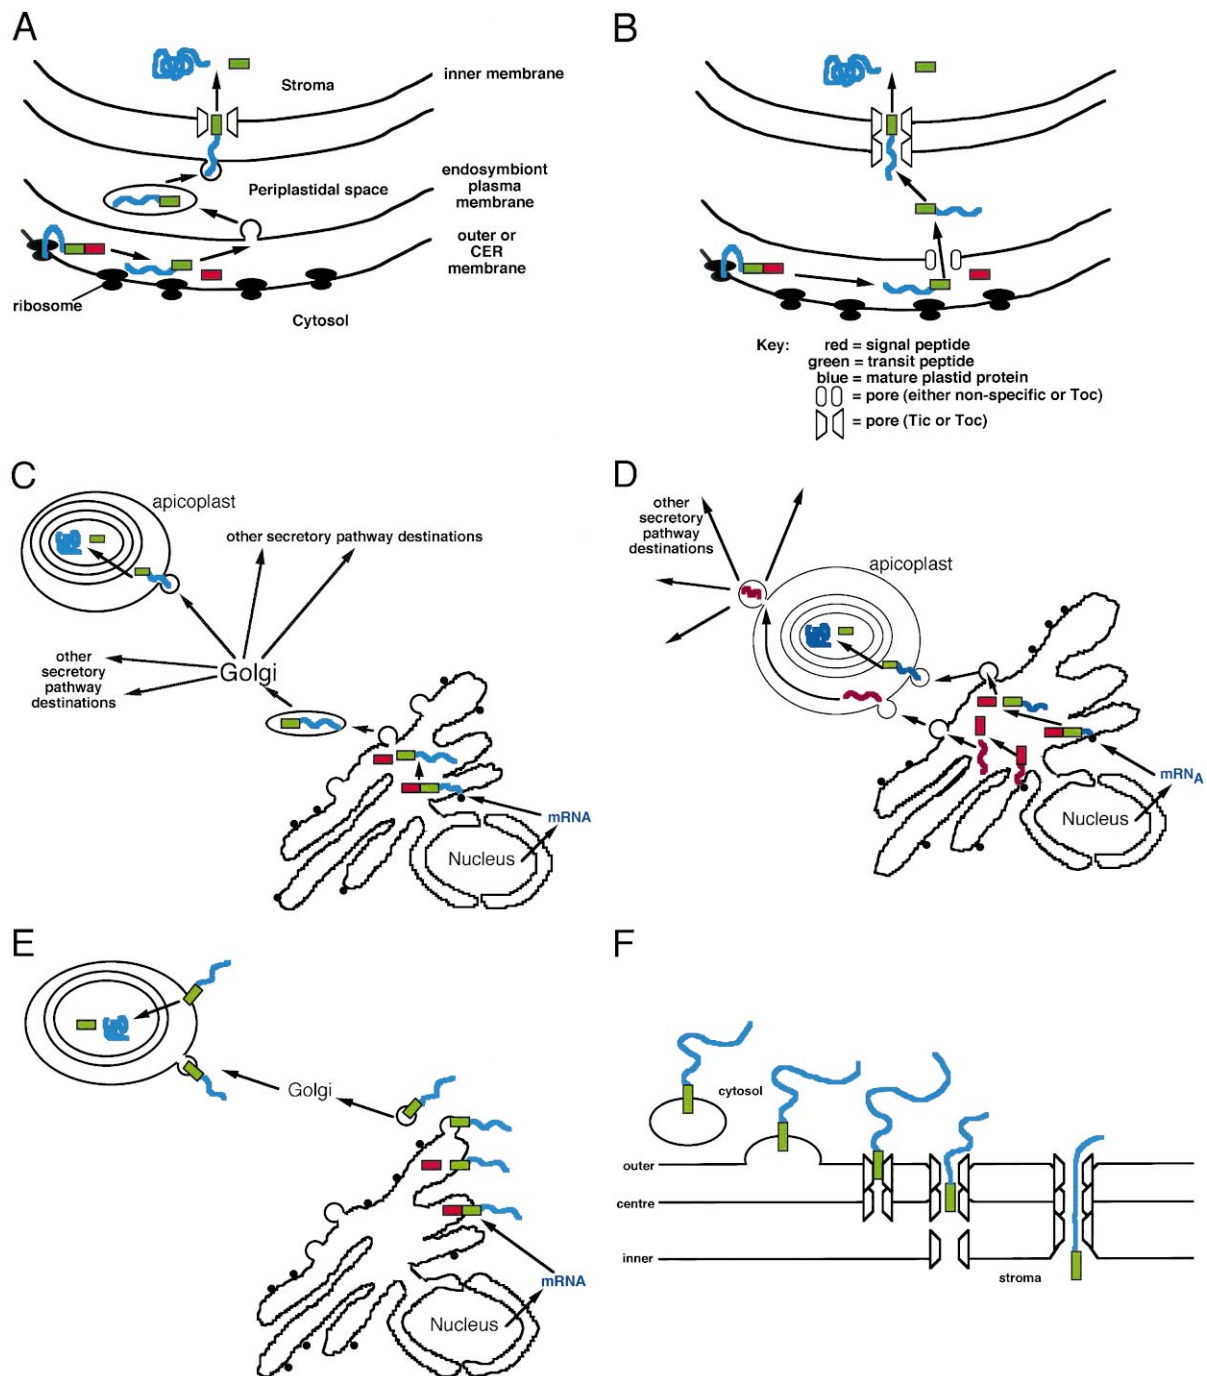 A
Stroma
inner membrane
endosymbiont
plasma
membrane
Periplastidal space
outer or
CER
membrane
ribosome
Cytosol
B
Key: red = signal peptide
green = transit peptide
blue = mature plastid protein
= pore (either non-specific or Toc)
= pore (Tic or Toc)
C
apicoplast
other secretory pathway destinations
other
secretory
pathway
destinations
Golgi
mRNA
Nucleus
D
other
secretory
pathway
destinations
apicoplast
mRNA
Nucleus
E
Golgi
mRNA
Nucleus
F
cytosol
outer
centre
inner
stroma